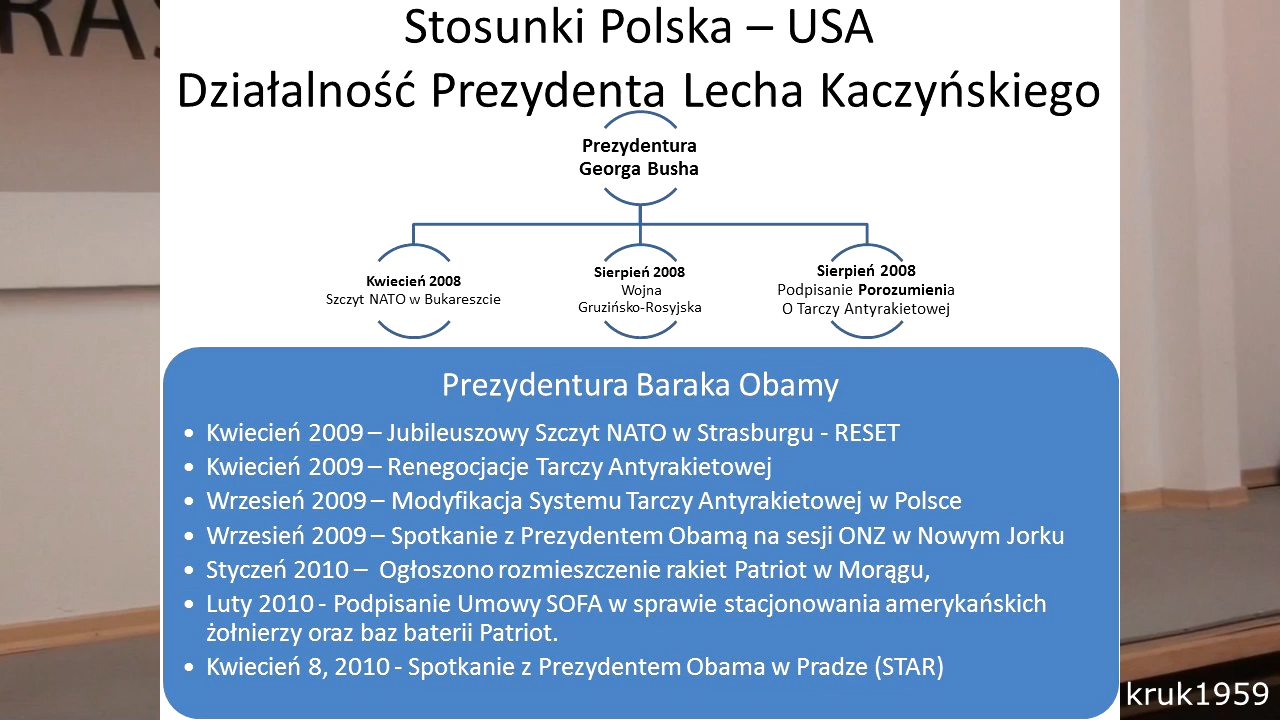 Stosunki Polska – USA
Działalność Prezydenta Lecha Kaczyńskiego
Prezydentura
Georga Busha
Kwiecień 2008
Szczyt NATO w Bukareszcie
Sierpień 2008
Wojna
Gruzińsko-Rosyjska
Sierpień 2008
Podpisanie Porozumienia
O Tarczy Antyrakietowej
Prezydentura Baraka Obamy
• Kwiecień 2009 – Jubileuszowy Szczyt NATO w Strasburgu - RESET
• Kwiecień 2009 – Renegocjacje Tarczy Antyrakietowej
• Wrzesień 2009 – Modyfikacja Systemu Tarczy Antyrakietowej w Polsce
• Wrzesień 2009 – Spotkanie z Prezydentem Obamą na sesji ONZ w Nowym Jorku
• Styczeń 2010 – Ogłoszono rozmieszczenie rakiet Patriot w Morągu,
• Luty 2010 - Podpisanie Umowy SOFA w sprawie stacjonowania amerykańskich
żołnierzy oraz baz baterii Patriot.
• Kwiecień 8, 2010 - Spotkanie z Prezydentem Obama w Pradze (STAR)
kruk1959